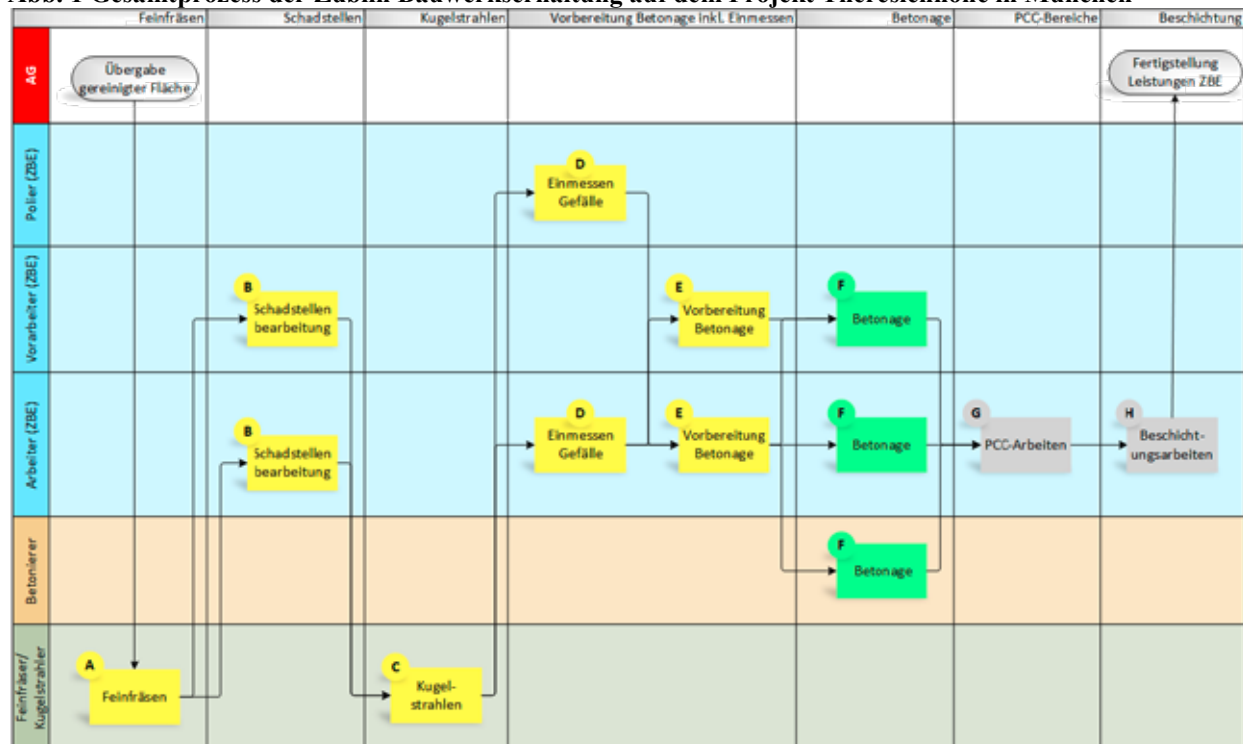 Abb. 1 Gesamtprozess der Züblin Bauwerkserhaltung auf dem Projekt Theresienhöhe in München
Feinfräsen
Schadstellen
Kugelstrahlen
Vorbereitung Betonage inkl. Einmessen
Betonage
PCC-Bereiche
Beschichtung
AG
Übergabe
gereinigter Fläche
Fertigstellung
Leistungen ZBE
Polier (ZBE)
D
Einmessen
Gefälle
Vorarbeiter (ZBE)
B
Schadstellen
bearbeitung
E
Vorbereitung
Betonage
F
Betonage
Arbeiter (ZBE)
B
Schadstellen
bearbeitung
D
Einmessen
Gefälle
E
Vorbereitung
Betonage
F
Betonage
G
PCC-Arbeiten
H
Beschicht-
ungsarbeiten
Betonierer
F
Betonage
Feinfräser/
Kugelstrahler
A
Feinfräsen
C
Kugel-
strahlen